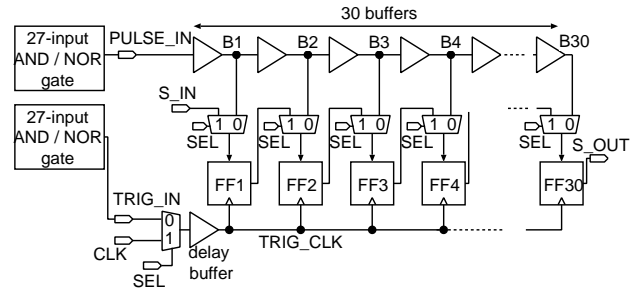 30 buffers
27-input
AND / NOR
gate
PULSE_IN
B1
B2
B3
B4
B30
S_IN
1 0
1 0
1 0
1 0
1 0
SEL
SEL
SEL
SEL
SEL
S_OUT
27-input
AND / NOR
gate
FF1
FF2
FF3
FF4
FF30
TRIG_IN
0
1
CLK
SEL
delay
buffer
TRIG_CLK